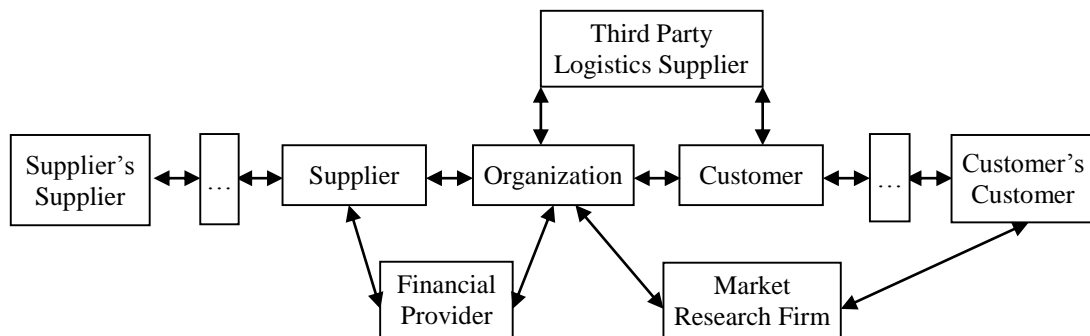 Third Party
Logistics Supplier
Supplier’s
Supplier
…
Supplier
Organization
Customer
…
Customer’s
Customer
Financial
Provider
Market
Research Firm